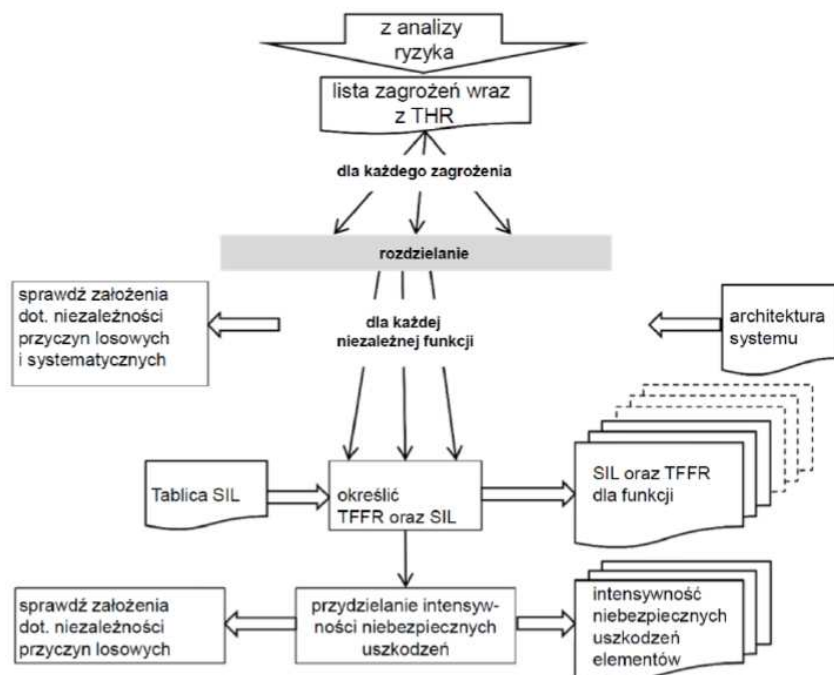 z analizy
ryzyka
lista zagrożeń wraz
z THR
dla każdego zagrożenia
rozdzielanie
sprawdź założenia
dot. niezależności
przyczyn losowych
i systematycznych
dla każdej
niezależnej funkcji
architektura
systemu
Tablica SIL
określić
TFFR oraz SIL
SIL oraz TFFR
dla funkcji
sprawdź założenia
dot. niezależności
przyczyn losowych
przydzielanie intensyw-
ności niebezpiecznych
uszkodzeń
intensywność
niebezpiecznych
uszkodzeń
elementów